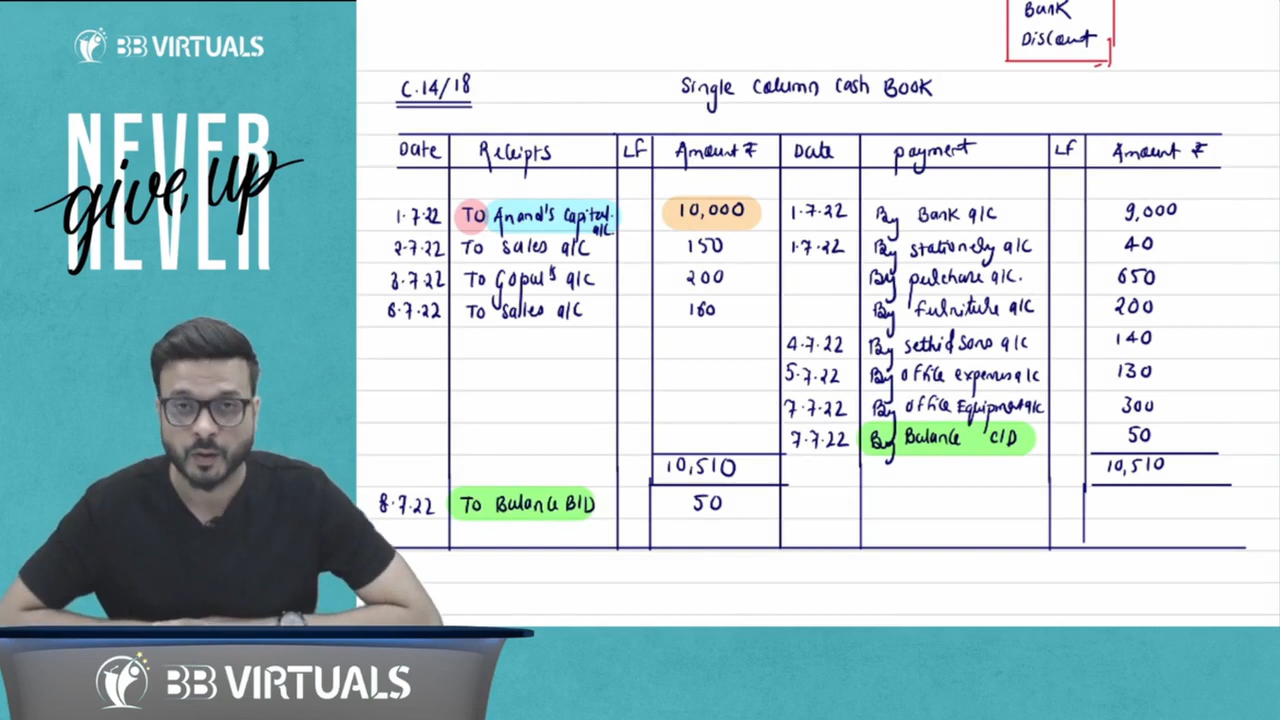 BB VIRTUALS
NEVER
give up
NEVER
Bank
Discount
C.14/18
Single Column Cash BOOK
Date Receipts LF Amount ₹ Date payment LF Amount ₹
1.7.22 TO Anand's Capital a/c. 10,000 1.7.22 By Bank a/c 9,000
2.7.22 TO Sales a/c 150 1.7.22 By stationery a/c 40
3.7.22 To Gopal's a/c 200 By purchase a/c. 650
6.7.22 To Sales a/c 160 By furniture a/c 200
4.7.22 By Sethi & Sons a/c 140
5.7.22 By office expenses a/c 130
7.7.22 By office Equipment a/c 300
7.7.22 By Balance C/D 50
10,510 10,510
8.7.22 To Balance B/D 50
BB VIRTUALS